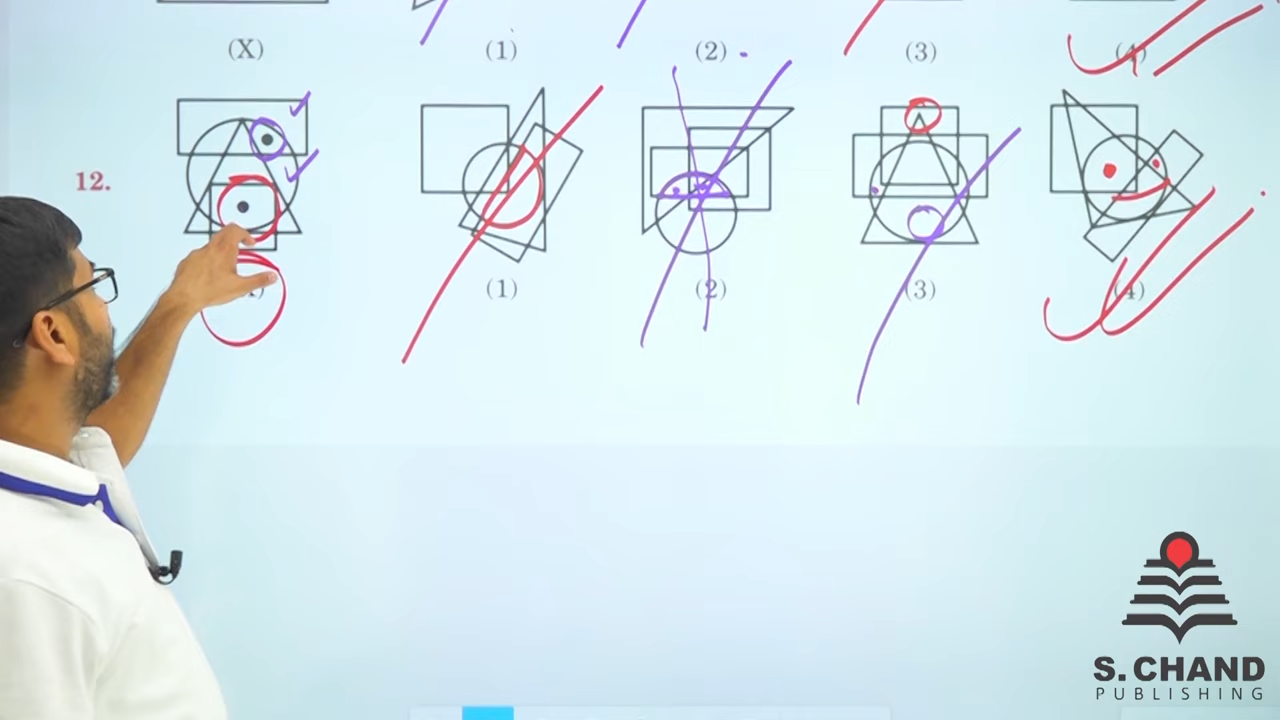 (X) (1) (2) (3) (4)
12.
(1) (2) (3) (4)
S. CHAND
PUBLISHING